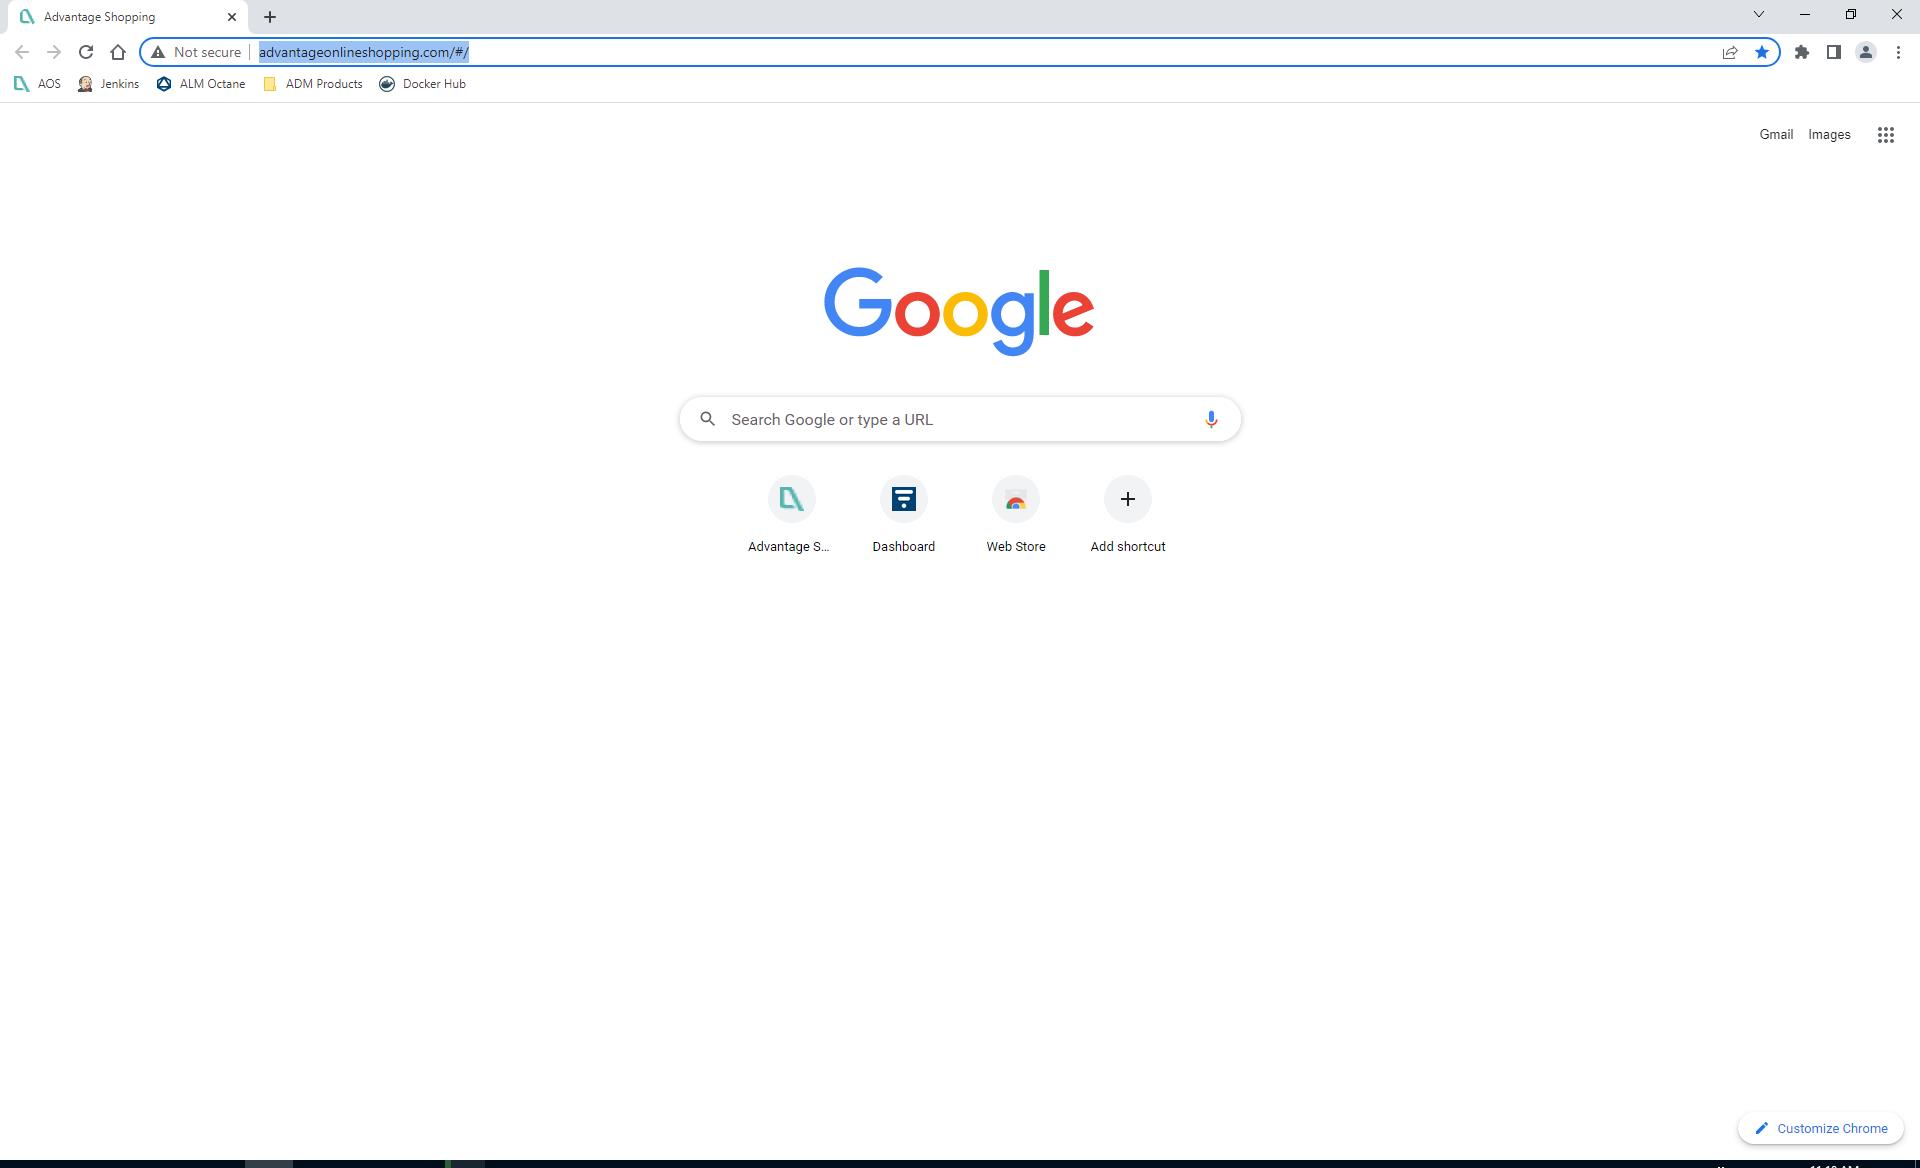 Advantage Shopping
Not secure advantageonlineshopping.com/#/
AOS Jenkins ALM Octane ADM Products Docker Hub
Gmail Images
Google
Search Google or type a URL
Advantage S... Dashboard Web Store Add shortcut
Customize Chrome